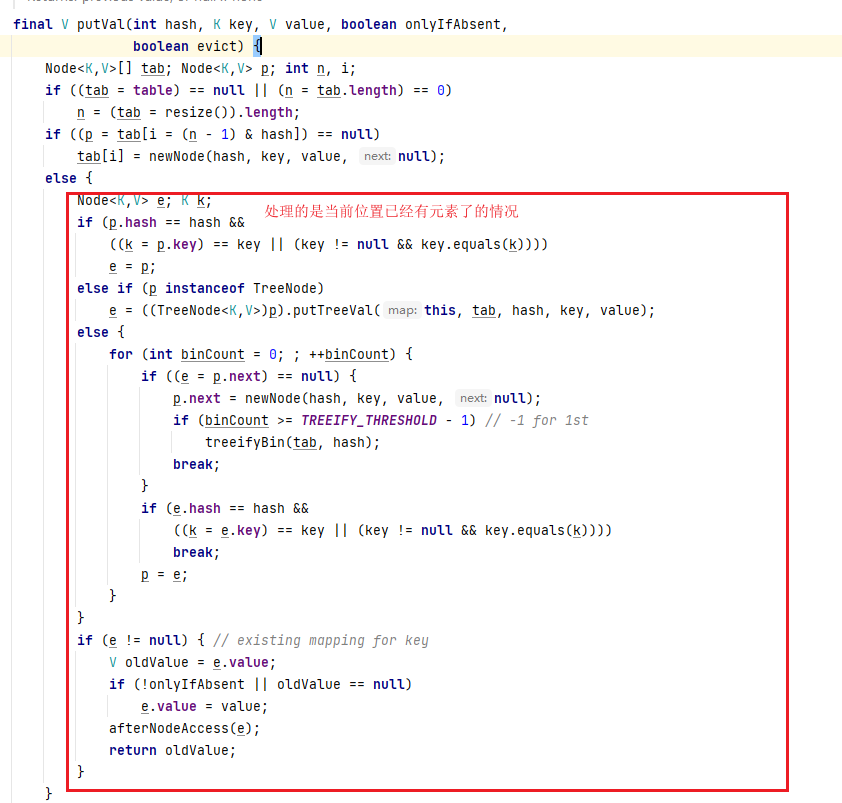 final V putVal(int hash, K key, V value, boolean onlyIfAbsent,
boolean evict) {
Node<K,V>[] tab; Node<K,V> p; int n, i;
if ((tab = table) == null || (n = tab.length) == 0)
n = (tab = resize()).length;
if ((p = tab[i = (n - 1) & hash]) == null)
tab[i] = newNode(hash, key, value, next: null);
else {
Node<K,V> e; K k;
处理的是当前位置已经有元素了的情况
if (p.hash == hash &&
((k = p.key) == key || (key != null && key.equals(k))))
e = p;
else if (p instanceof TreeNode)
e = ((TreeNode<K,V>)p).putTreeVal( map: this, tab, hash, key, value);
else {
for (int binCount = 0; ; ++binCount) {
if ((e = p.next) == null) {
p.next = newNode(hash, key, value, next: null);
if (binCount >= TREEIFY_THRESHOLD - 1) // -1 for 1st
treeifyBin(tab, hash);
break;
}
if (e.hash == hash &&
((k = e.key) == key || (key != null && key.equals(k))))
break;
p = e;
}
}
if (e != null) { // existing mapping for key
V oldValue = e.value;
if (!onlyIfAbsent || oldValue == null)
e.value = value;
afterNodeAccess(e);
return oldValue;
}
}